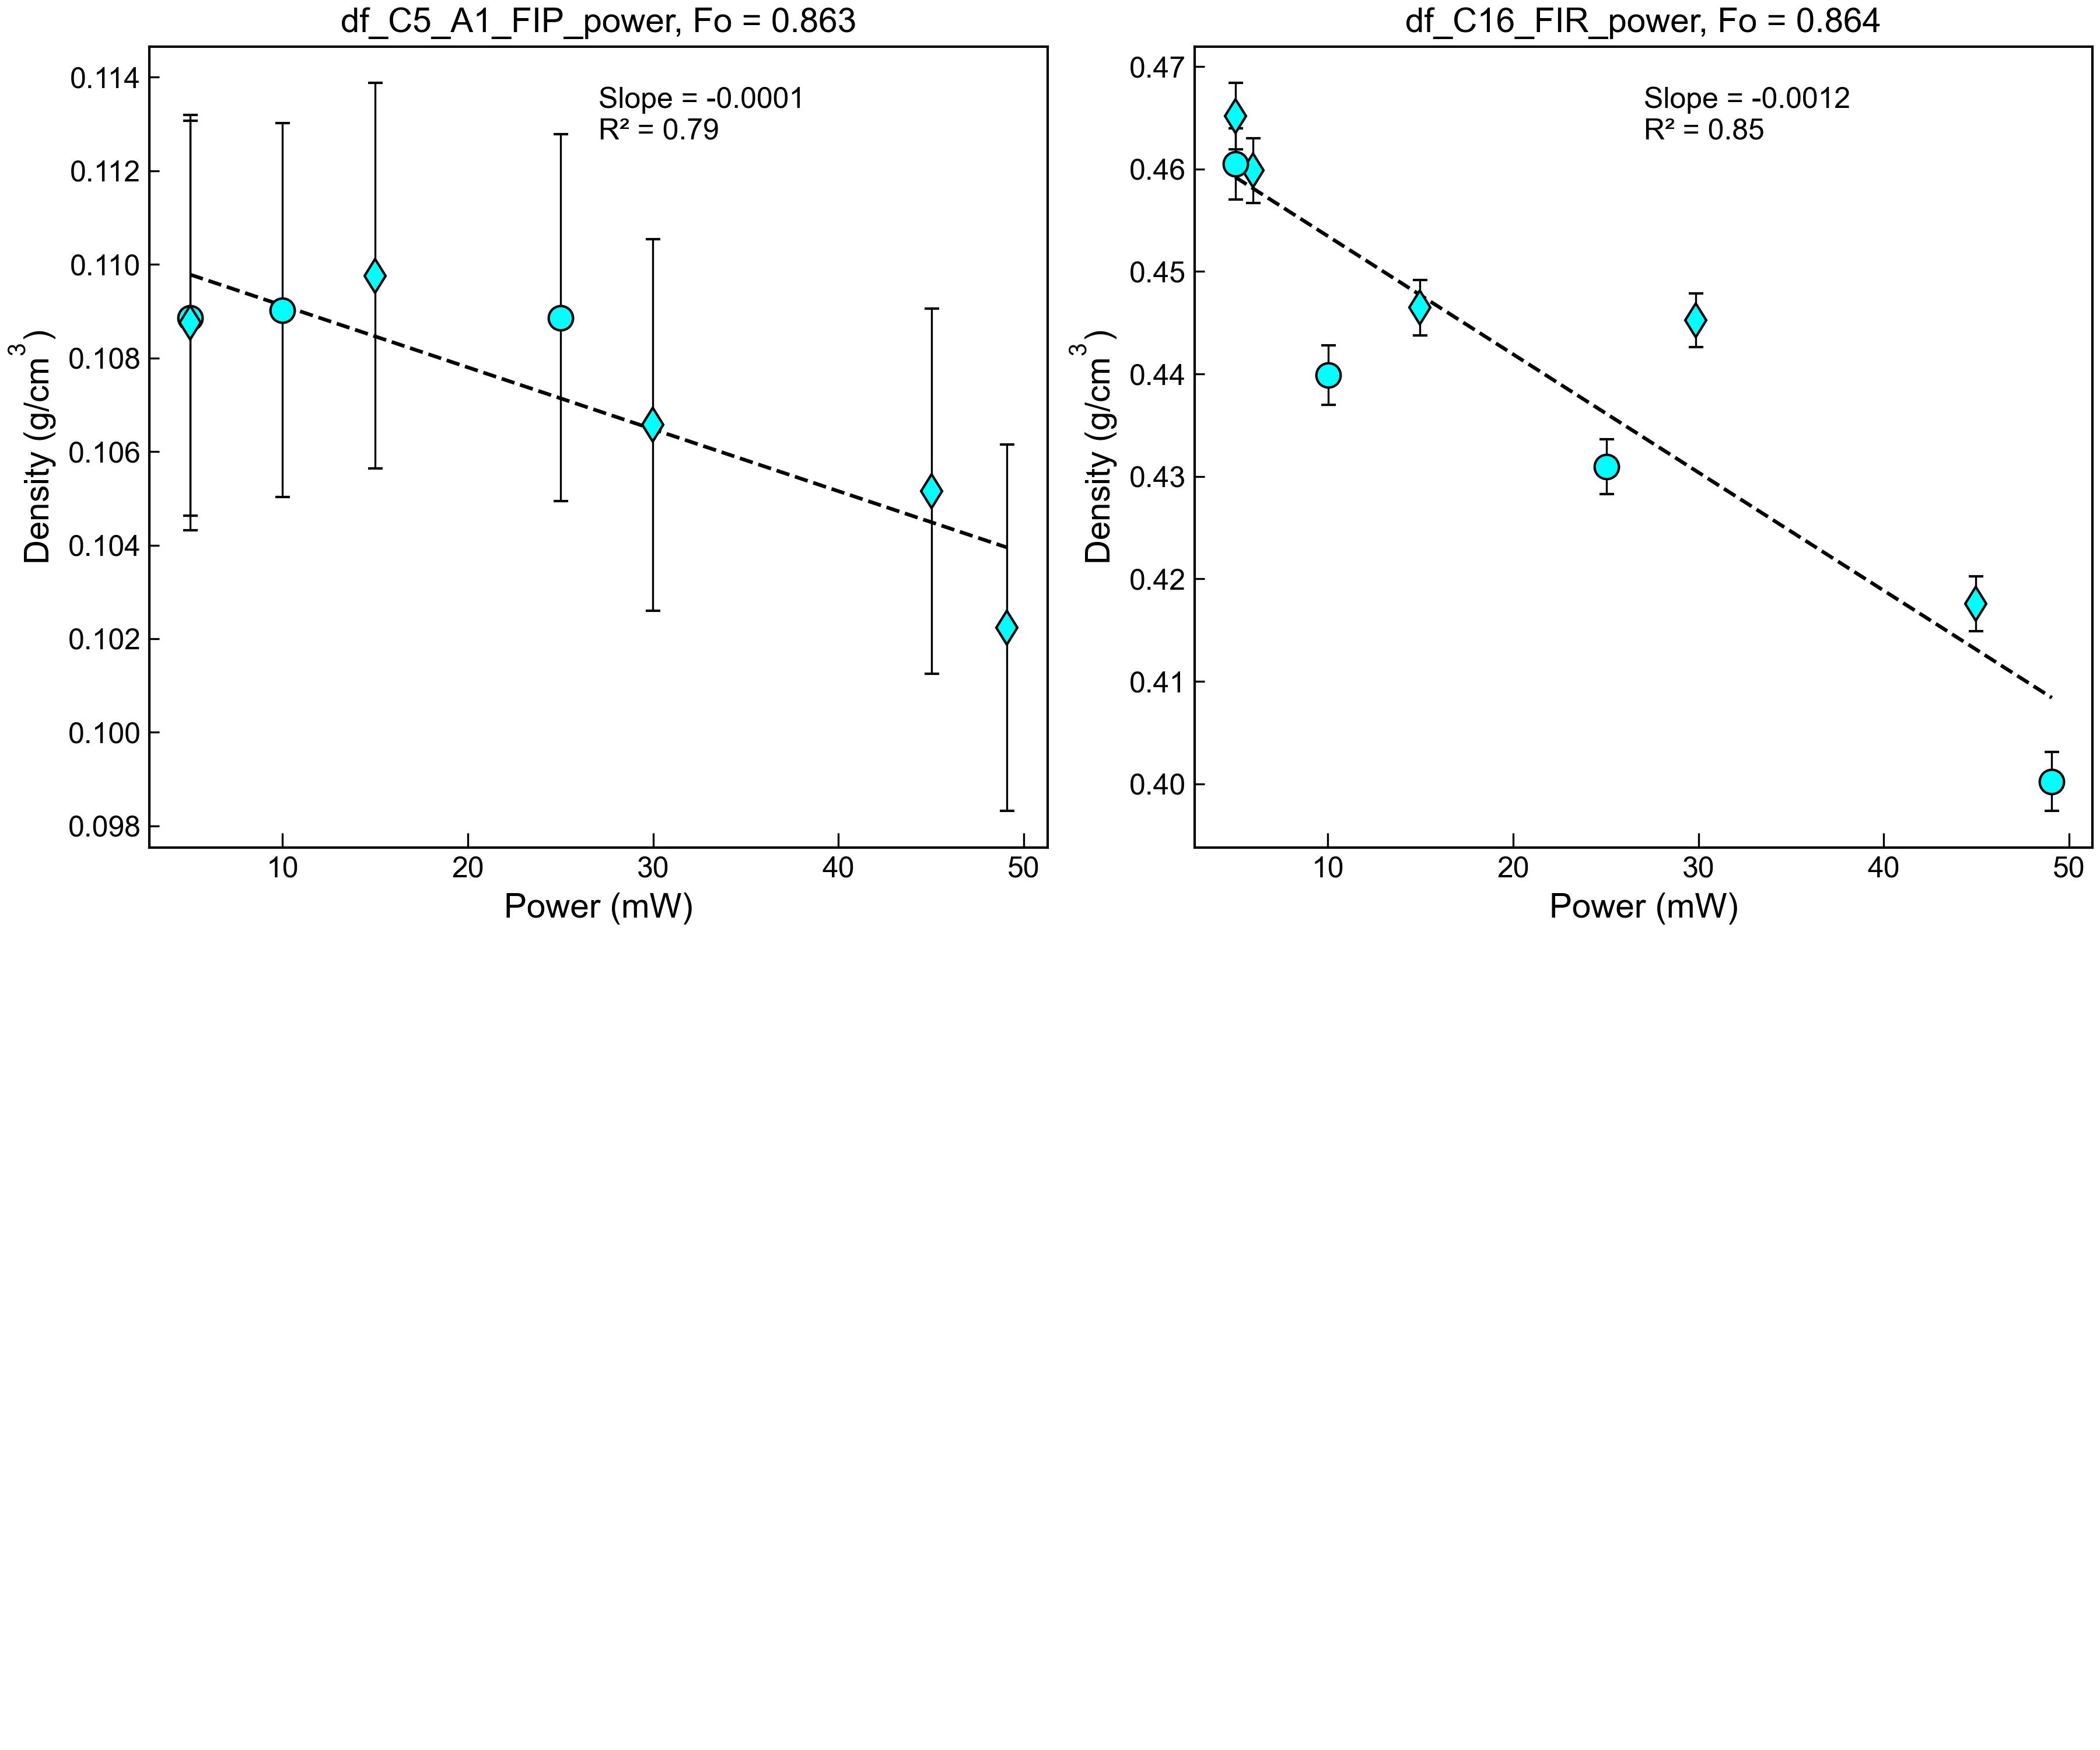 df_C5_A1_FIP_power, Fo = 0.863
Slope = -0.0001
R² = 0.79
0.114
0.112
0.110
0.108
0.106
0.104
0.102
0.100
0.098
Density (g/cm³)
10 20 30 40 50
Power (mW)
df_C16_FIR_power, Fo = 0.864
Slope = -0.0012
R² = 0.85
0.47
0.46
0.45
0.44
0.43
0.42
0.41
0.40
Density (g/cm³)
10 20 30 40 50
Power (mW)